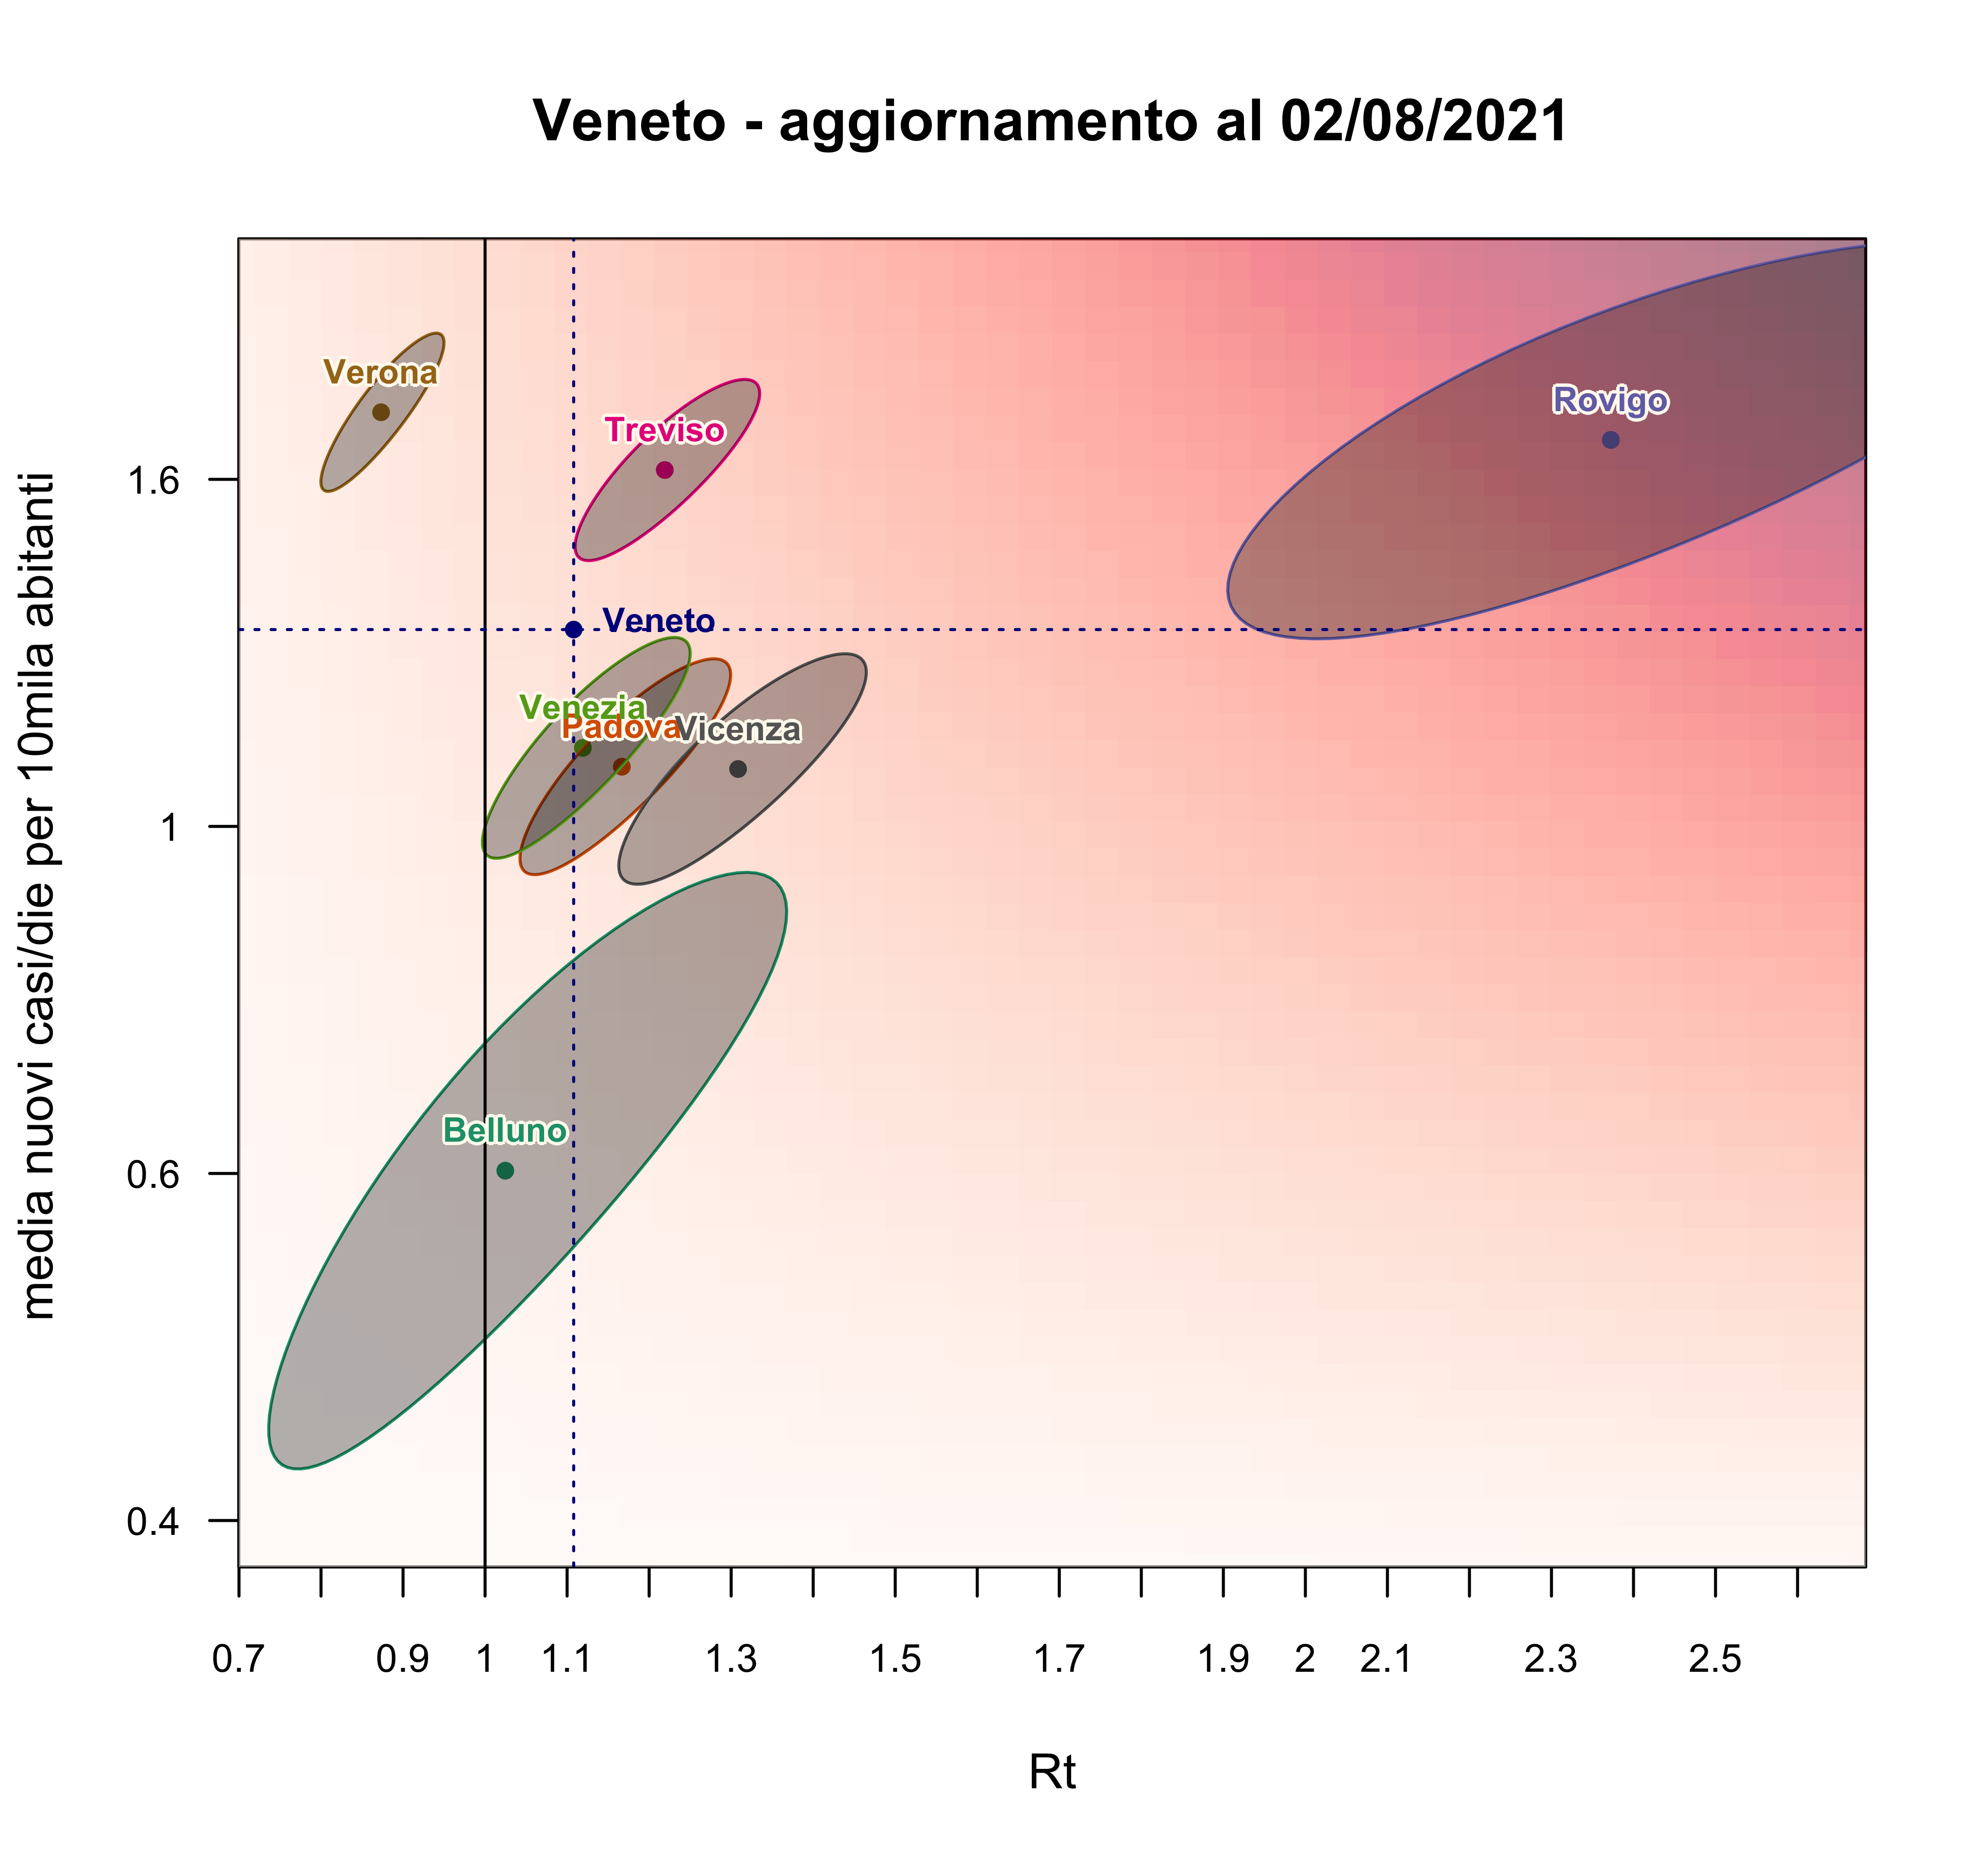 Veneto - aggiornamento al 02/08/2021
media nuovi casi/die per 10mila abitanti
1.6
1
0.6
0.4
Verona
Treviso
Rovigo
Veneto
Venezia
Padova
Vicenza
Belluno
0.7 0.9 1 1.1 1.3 1.5 1.7 1.9 2 2.1 2.3 2.5
Rt